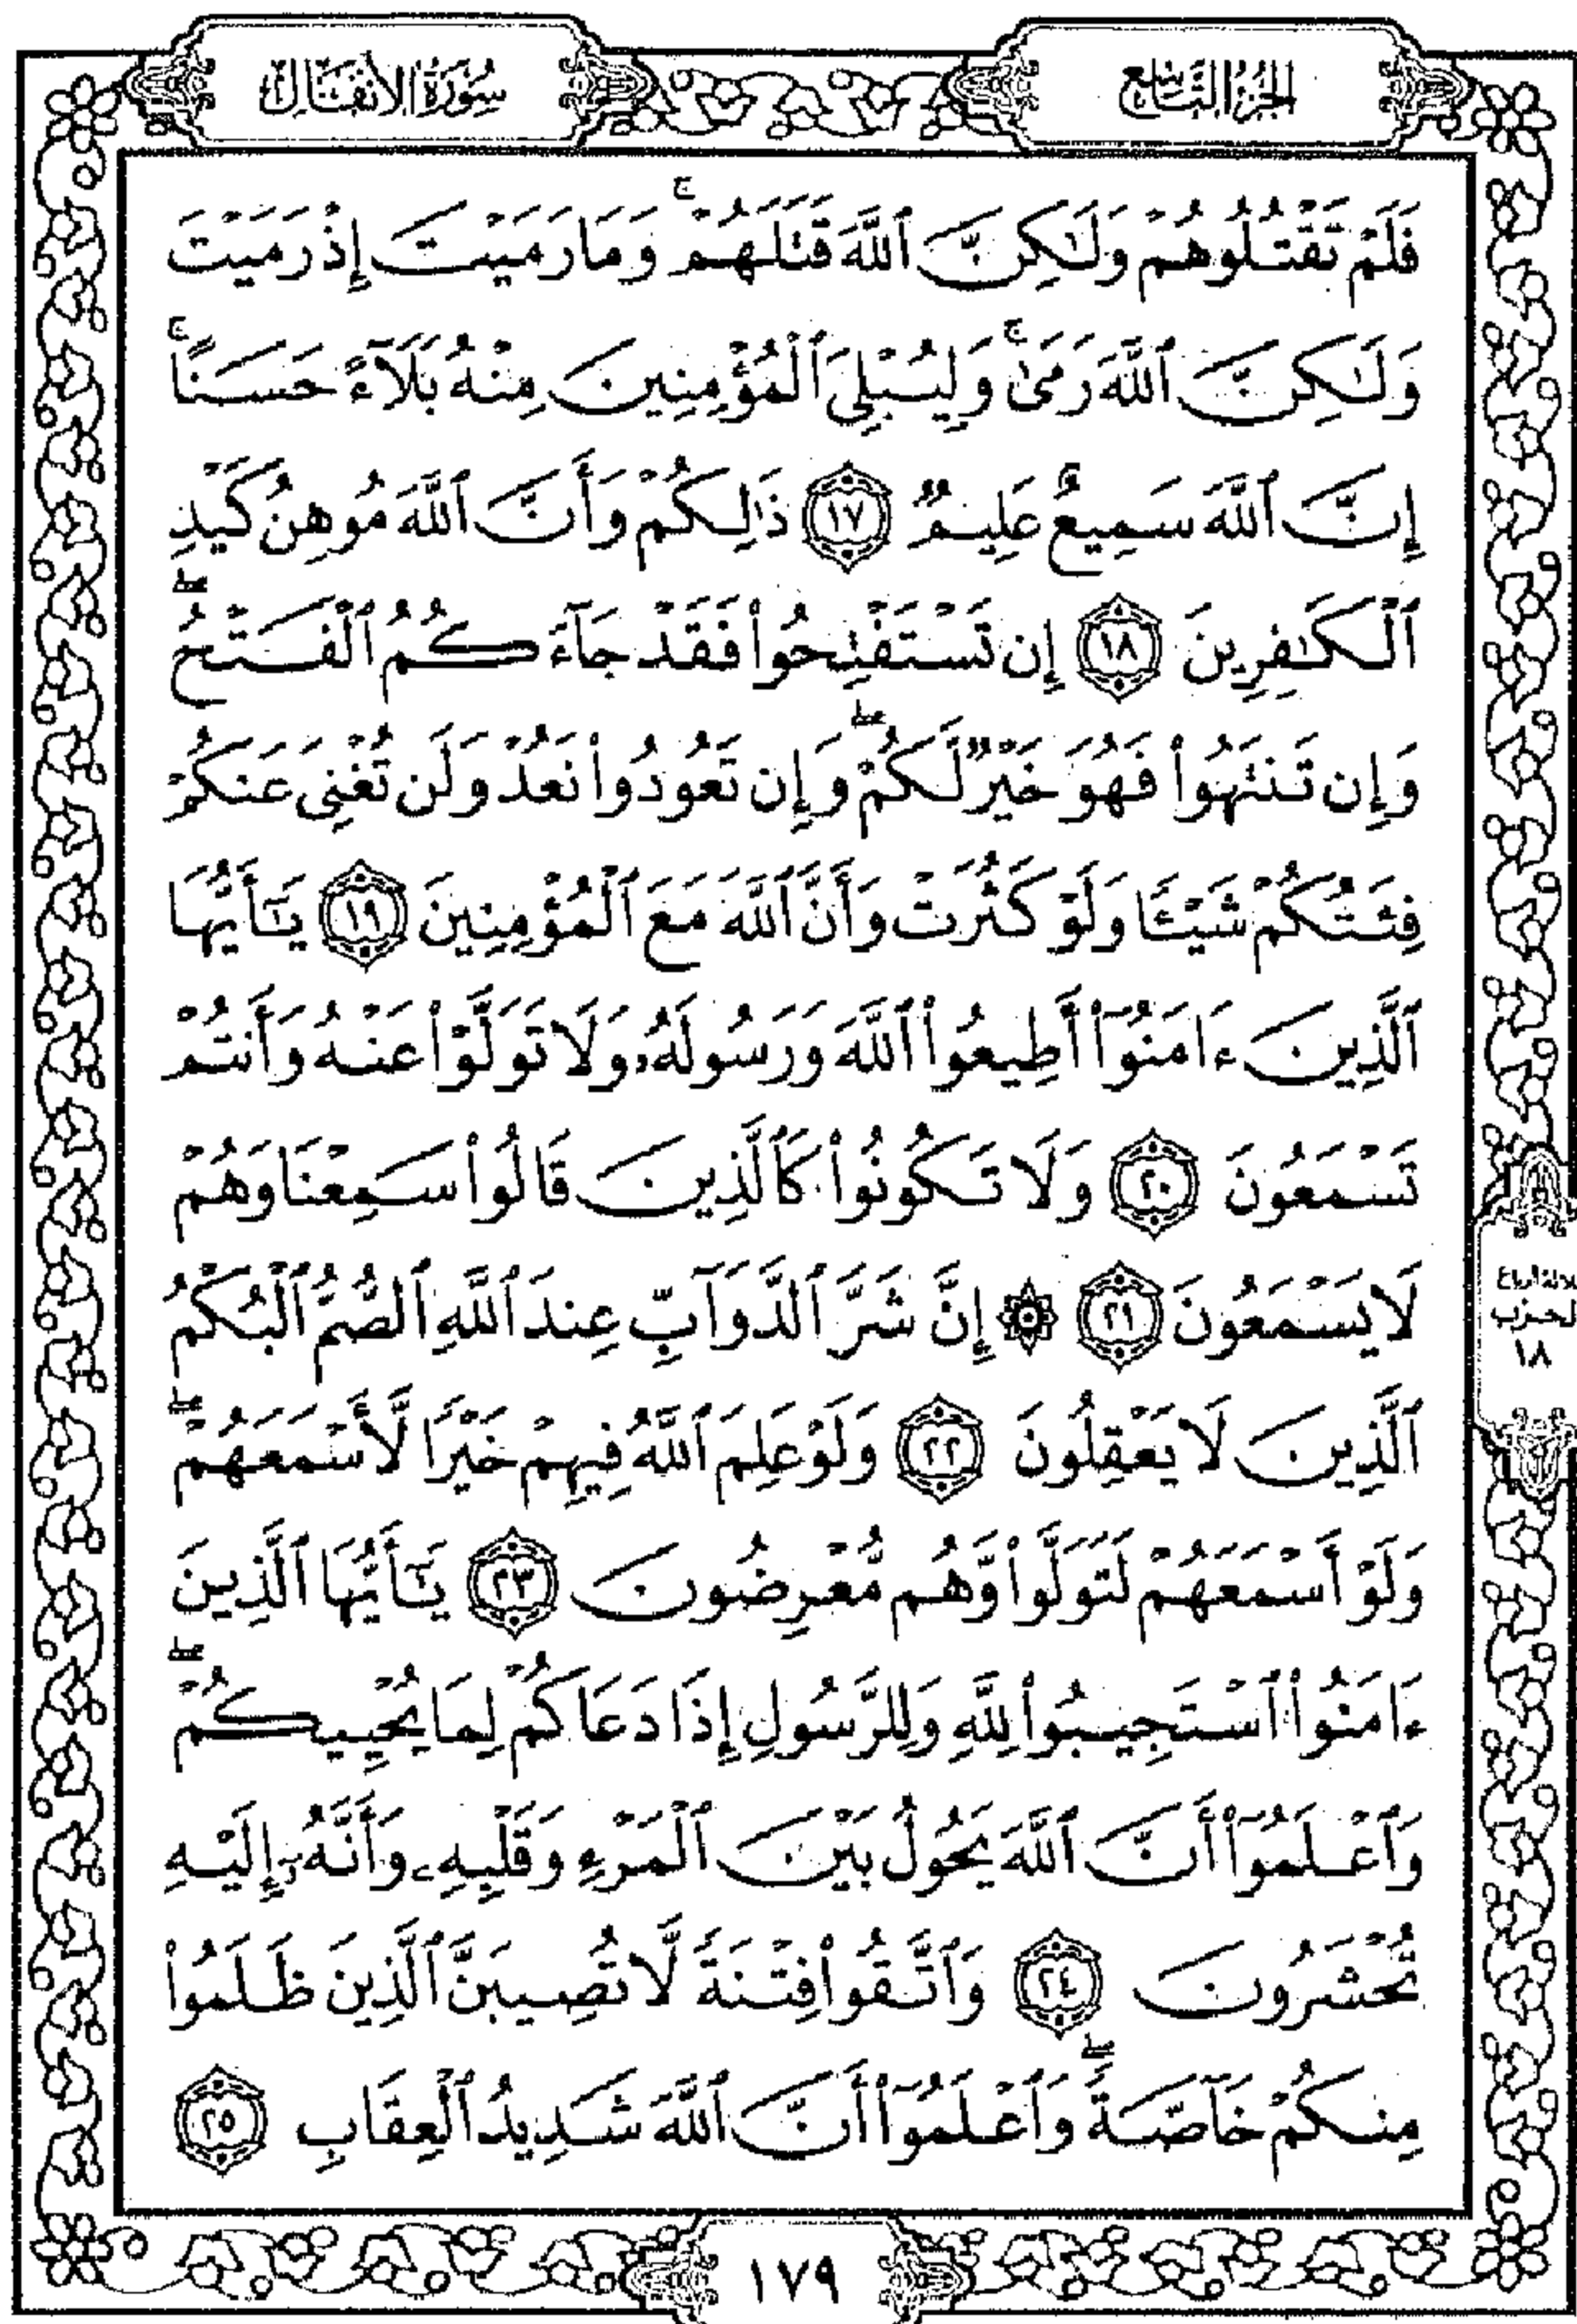 الجزء التاسع
سورة الأنفال
فَلَمْ تَقْتُلُوهُمْ وَلَٰكِنَّ ٱللَّهَ قَتَلَهُمْ ۚ وَمَا رَمَيْتَ إِذْ رَمَيْتَ
وَلَٰكِنَّ ٱللَّهَ رَمَىٰ ۚ وَلِيُبْلِىَ ٱلْمُؤْمِنِينَ مِنْهُ بَلَآءً حَسَنًا ۚ
إِنَّ ٱللَّهَ سَمِيعٌ عَلِيمٌ ١٧ ذَٰلِكُمْ وَأَنَّ ٱللَّهَ مُوهِنُ كَيْدِ
ٱلْكَٰفِرِينَ ١٨ إِن تَسْتَفْتِحُوا۟ فَقَدْ جَآءَكُمُ ٱلْفَتْحُ ۖ
وَإِن تَنتَهُوا۟ فَهُوَ خَيْرٌ لَّكُمْ ۖ وَإِن تَعُودُوا۟ نَعُدْ وَلَن تُغْنِىَ عَنكُمْ
فِئَتُكُمْ شَيْـًٔا وَلَوْ كَثُرَتْ وَأَنَّ ٱللَّهَ مَعَ ٱلْمُؤْمِنِينَ ١٩ يَٰٓأَيُّهَا
ٱلَّذِينَ ءَامَنُوٓا۟ أَطِيعُوا۟ ٱللَّهَ وَرَسُولَهُۥ وَلَا تَوَلَّوْا۟ عَنْهُ وَأَنتُمْ
تَسْمَعُونَ ٢٠ وَلَا تَكُونُوا۟ كَٱلَّذِينَ قَالُوا۟ سَمِعْنَا وَهُمْ
لَا يَسْمَعُونَ ٢١ ۞ إِنَّ شَرَّ ٱلدَّوَآبِّ عِندَ ٱللَّهِ ٱلصُّمُّ ٱلْبُكْمُ
ٱلَّذِينَ لَا يَعْقِلُونَ ٢٢ وَلَوْ عَلِمَ ٱللَّهُ فِيهِمْ خَيْرًا لَّأَسْمَعَهُمْ ۖ
وَلَوْ أَسْمَعَهُمْ لَتَوَلَّوا۟ وَّهُم مُّعْرِضُونَ ٢٣ يَٰٓأَيُّهَا ٱلَّذِينَ
ءَامَنُوا۟ ٱسْتَجِيبُوا۟ لِلَّهِ وَلِلرَّسُولِ إِذَا دَعَاكُمْ لِمَا يُحْيِيكُمْ ۖ
وَٱعْلَمُوٓا۟ أَنَّ ٱللَّهَ يَحُولُ بَيْنَ ٱلْمَرْءِ وَقَلْبِهِۦ وَأَنَّهُۥٓ إِلَيْهِ
تُحْشَرُونَ ٢٤ وَٱتَّقُوا۟ فِتْنَةً لَّا تُصِيبَنَّ ٱلَّذِينَ ظَلَمُوا۟
مِنكُمْ خَآصَّةً ۖ وَٱعْلَمُوٓا۟ أَنَّ ٱللَّهَ شَدِيدُ ٱلْعِقَابِ ٢٥
الحزب
١٨
١٧٩